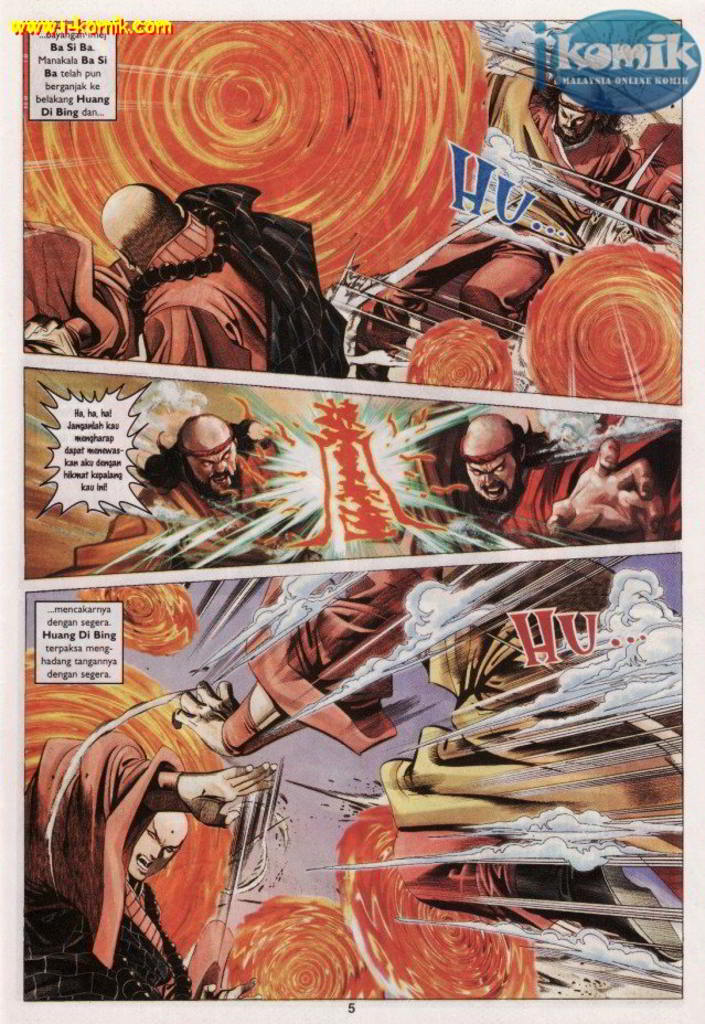 www.i-komik.com
ikomik
MALAYSIA ONLINE KOMIK
...bayangan imej
Ba Si Ba.
Manakala Ba Si
Ba telah pun
berganjak ke
belakang Huang
Di Bing dan...
HU...
Ha, ha, ha!
Janganlah kau
mengharap
dapat menewas-
kan aku dengan
hikmat kepalang
kau ini!
...mencakarnya
dengan segera.
Huang Di Bing
terpaksa meng-
hadang tangannya
dengan segera.
HU...
5